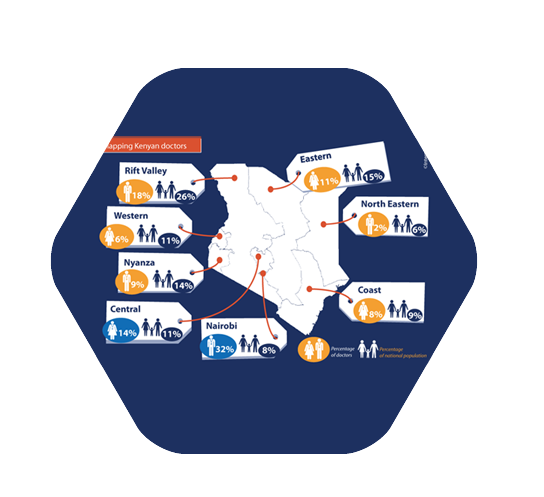 apping Kenyan doctors
Rift Valley
18% 26%
Western
6% 11%
Nyanza
9% 14%
Central
14% 11%
Nairobi
32% 8%
Eastern
11% 15%
North Eastern
2% 6%
Coast
8% 9%
Percentage
of doctors
Percentage
of national population